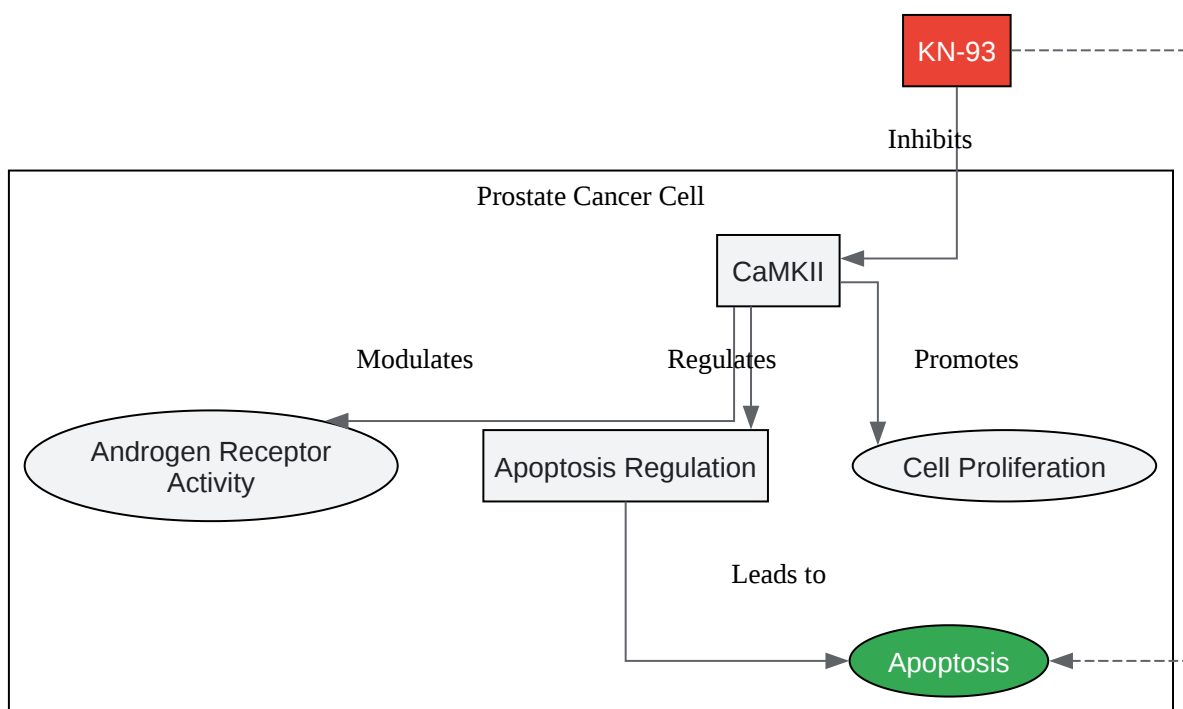 KN-93
Inhibits
Prostate Cancer Cell
CaMKII
Modulates
Regulates
Promotes
Androgen Receptor
Activity
Apoptosis Regulation
Cell Proliferation
Leads to
Apoptosis